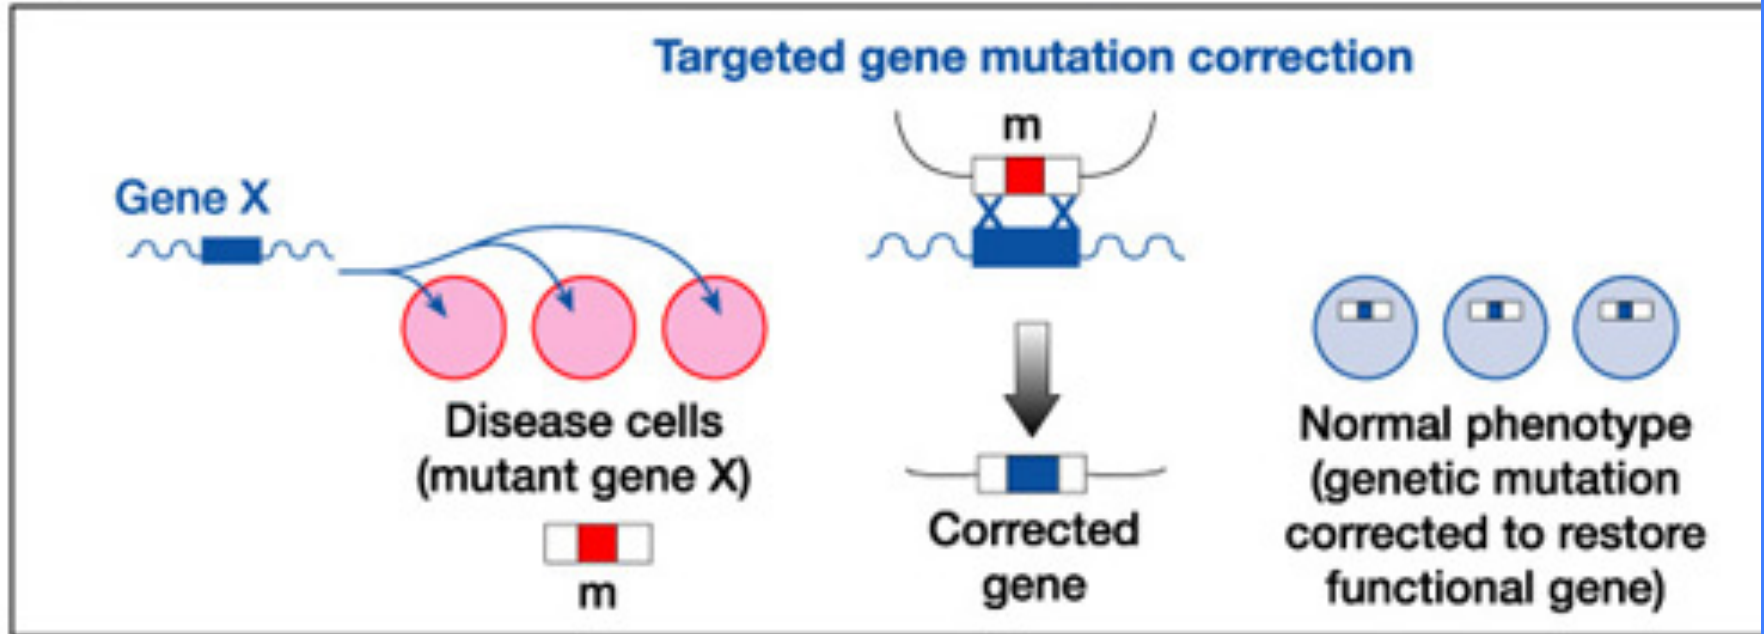 Targeted gene mutation correction
m
Gene X
Disease cells
(mutant gene X)
m
Corrected
gene
Normal phenotype
(genetic mutation
corrected to restore
functional gene)